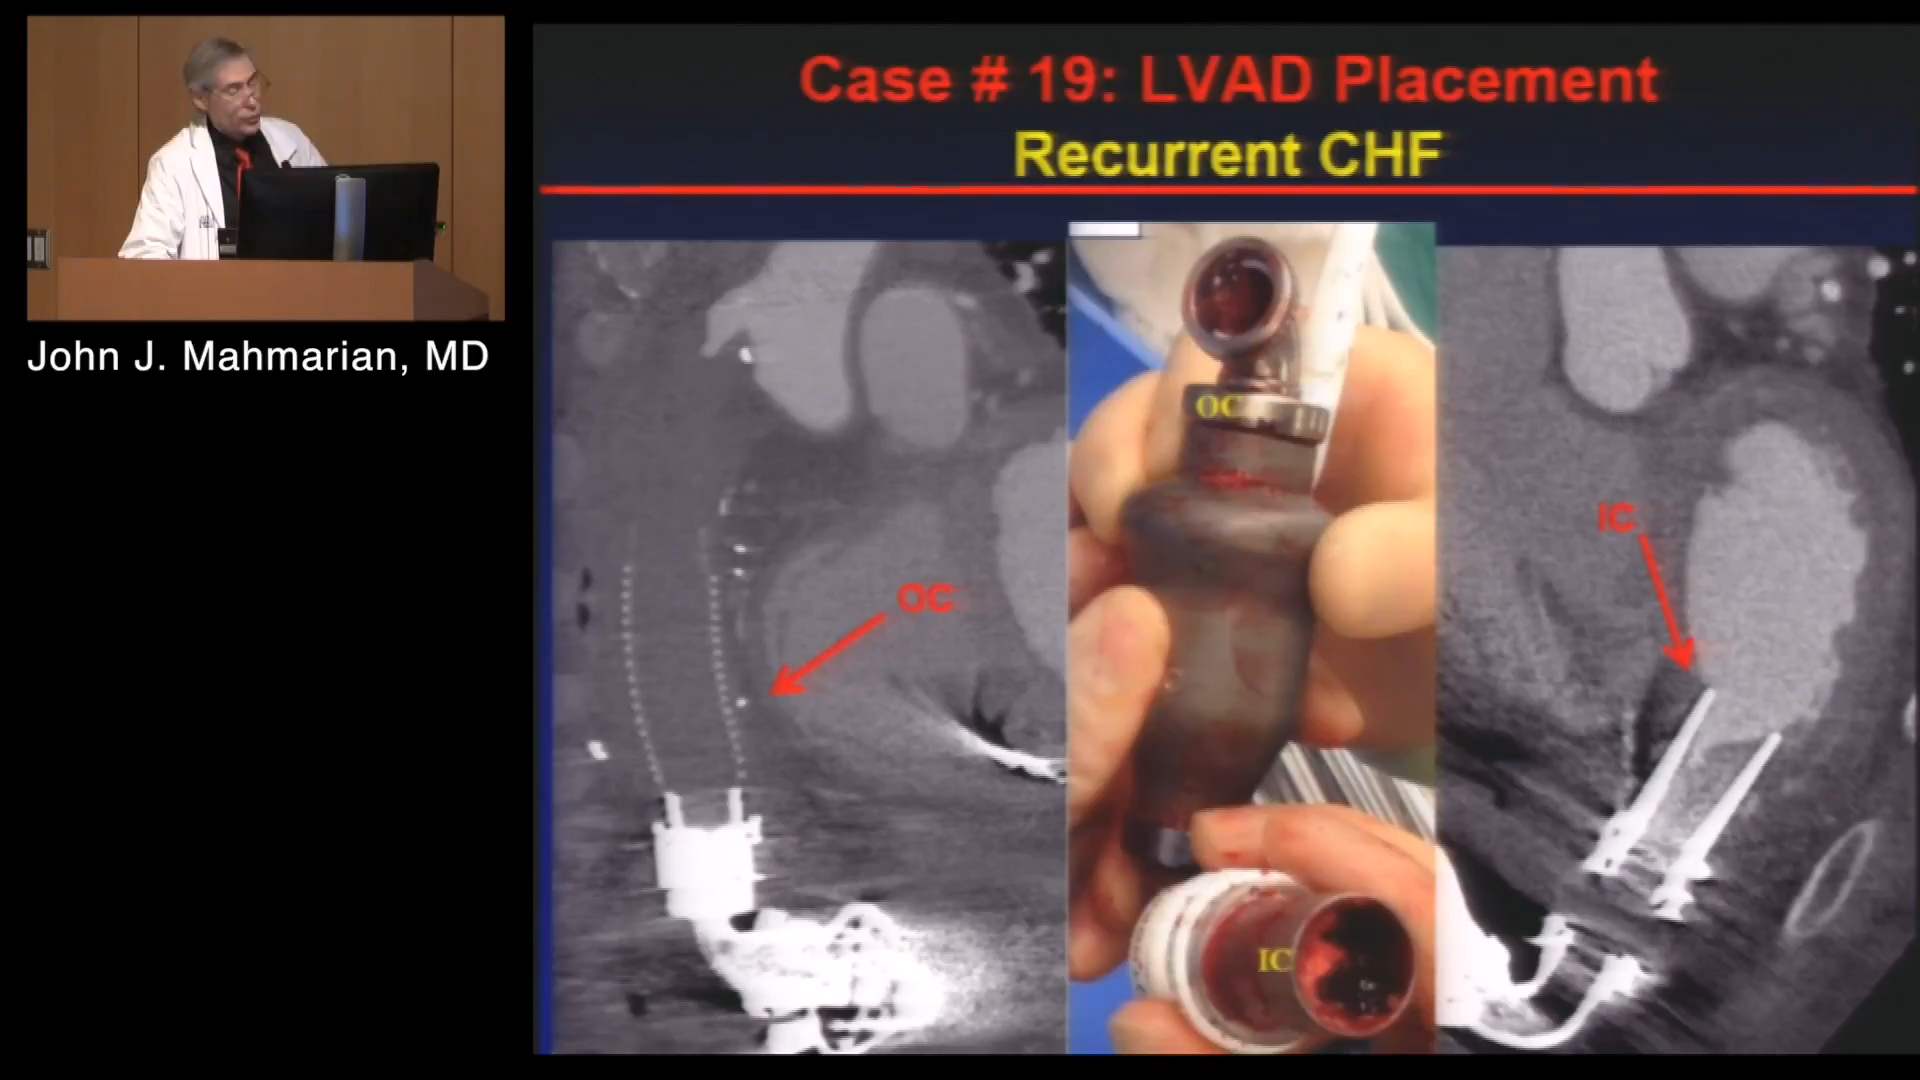 Case # 19: LVAD Placement
Recurrent CHF
John J. Mahmarian, MD
OC
OC
IC
IC